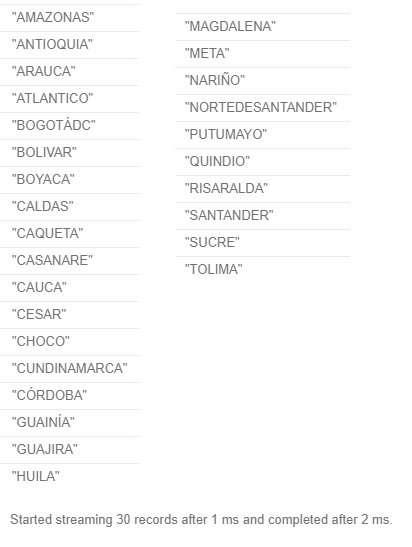 "AMAZONAS"
"ANTIOQUIA"
"ARAUCA"
"ATLANTICO"
"BOGOTÁDC"
"BOLIVAR"
"BOYACA"
"CALDAS"
"CAQUETA"
"CASANARE"
"CAUCA"
"CESAR"
"CHOCO"
"CUNDINAMARCA"
"CÓRDOBA"
"GUAINÍA"
"GUAJIRA"
"HUILA"
"MAGDALENA"
"META"
"NARIÑO"
"NORTEDESANTANDER"
"PUTUMAYO"
"QUINDIO"
"RISARALDA"
"SANTANDER"
"SUCRE"
"TOLIMA"
Started streaming 30 records after 1 ms and completed after 2 ms.